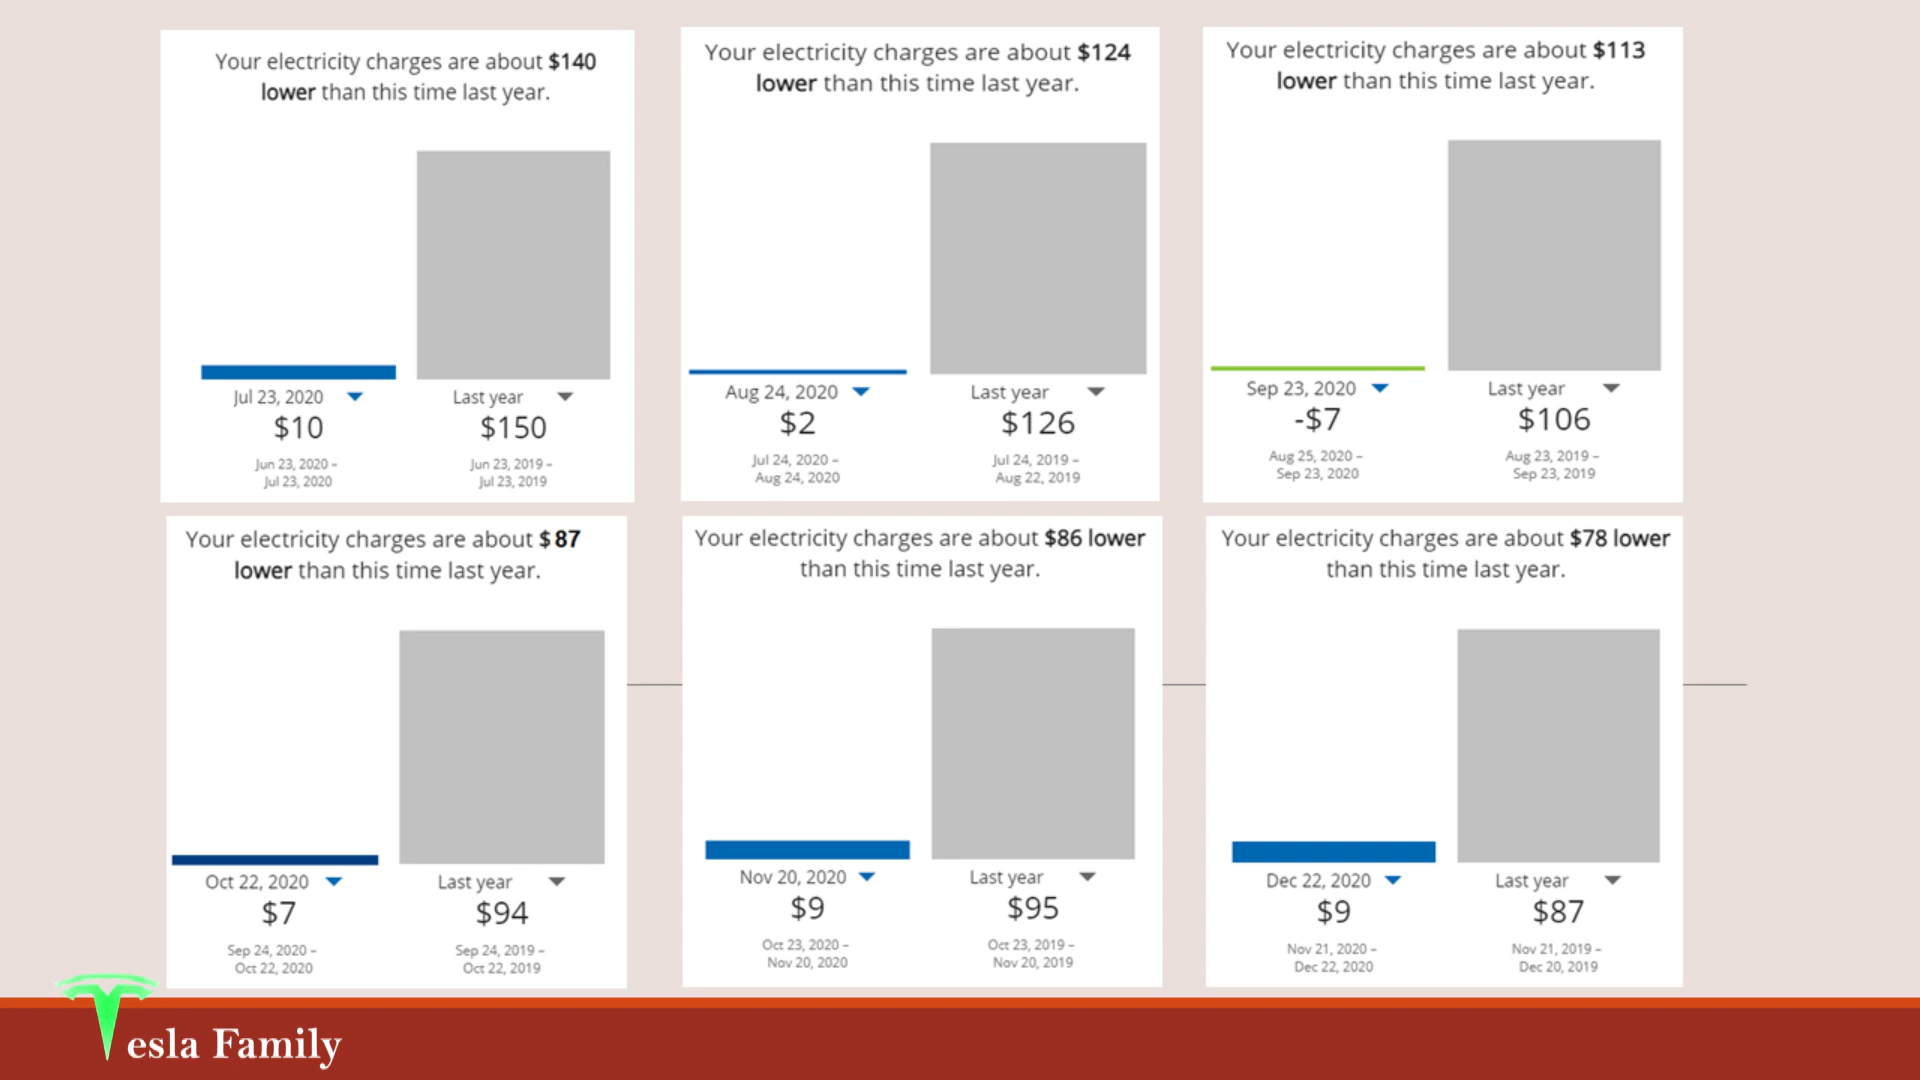 Your electricity charges are about $140
lower than this time last year.
Jul 23, 2020
$10
Jun 23, 2020 –
Jul 23, 2020
Last year
$150
Jun 23, 2019 –
Jul 23, 2019
Your electricity charges are about $124
lower than this time last year.
Aug 24, 2020
$2
Jul 24, 2020 –
Aug 24, 2020
Last year
$126
Jul 24, 2019 –
Aug 22, 2019
Your electricity charges are about $113
lower than this time last year.
Sep 23, 2020
-$7
Aug 25, 2020 –
Sep 23, 2020
Last year
$106
Aug 23, 2019 –
Sep 23, 2019
Your electricity charges are about $87
lower than this time last year.
Oct 22, 2020
$7
Sep 24, 2020 –
Oct 22, 2020
Last year
$94
Sep 24, 2019 –
Oct 22, 2019
Your electricity charges are about $86 lower
than this time last year.
Nov 20, 2020
$9
Oct 23, 2020 –
Nov 20, 2020
Last year
$95
Oct 23, 2019 –
Nov 20, 2019
Your electricity charges are about $78 lower
than this time last year.
Dec 22, 2020
$9
Nov 21, 2020 –
Dec 22, 2020
Last year
$87
Nov 21, 2019 –
Dec 20, 2019
Tesla Family